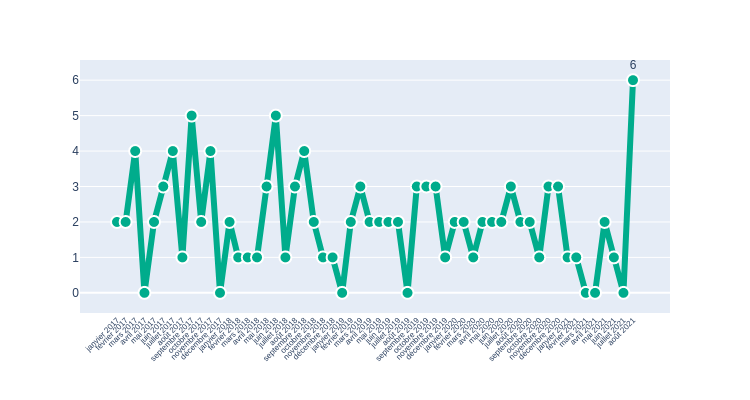 6
6
5
4
3
2
1
0
janvier 2017
février 2017
mars 2017
avril 2017
mai 2017
juin 2017
juillet 2017
août 2017
septembre 2017
octobre 2017
novembre 2017
décembre 2017
janvier 2018
février 2018
mars 2018
avril 2018
mai 2018
juin 2018
juillet 2018
août 2018
septembre 2018
octobre 2018
novembre 2018
décembre 2018
janvier 2019
février 2019
mars 2019
avril 2019
mai 2019
juin 2019
juillet 2019
août 2019
septembre 2019
octobre 2019
novembre 2019
décembre 2019
janvier 2020
février 2020
mars 2020
avril 2020
mai 2020
juin 2020
juillet 2020
août 2020
septembre 2020
octobre 2020
novembre 2020
décembre 2020
janvier 2021
février 2021
mars 2021
avril 2021
mai 2021
juin 2021
juillet 2021
août 2021